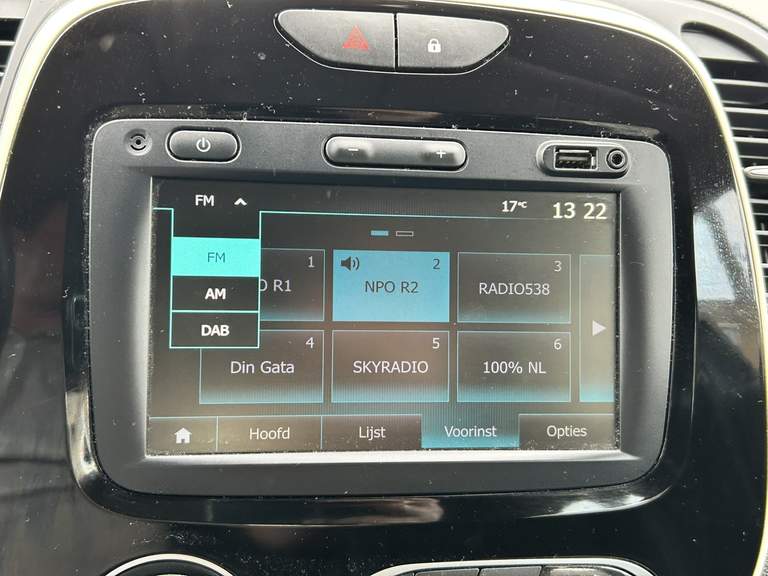 FM
17°C 13 22
FM
AM
DAB
1
O R1
2
NPO R2
3
RADIO538
4
Din Gata
5
SKYRADIO
6
100% NL
Hoofd Lijst Voorinst Opties